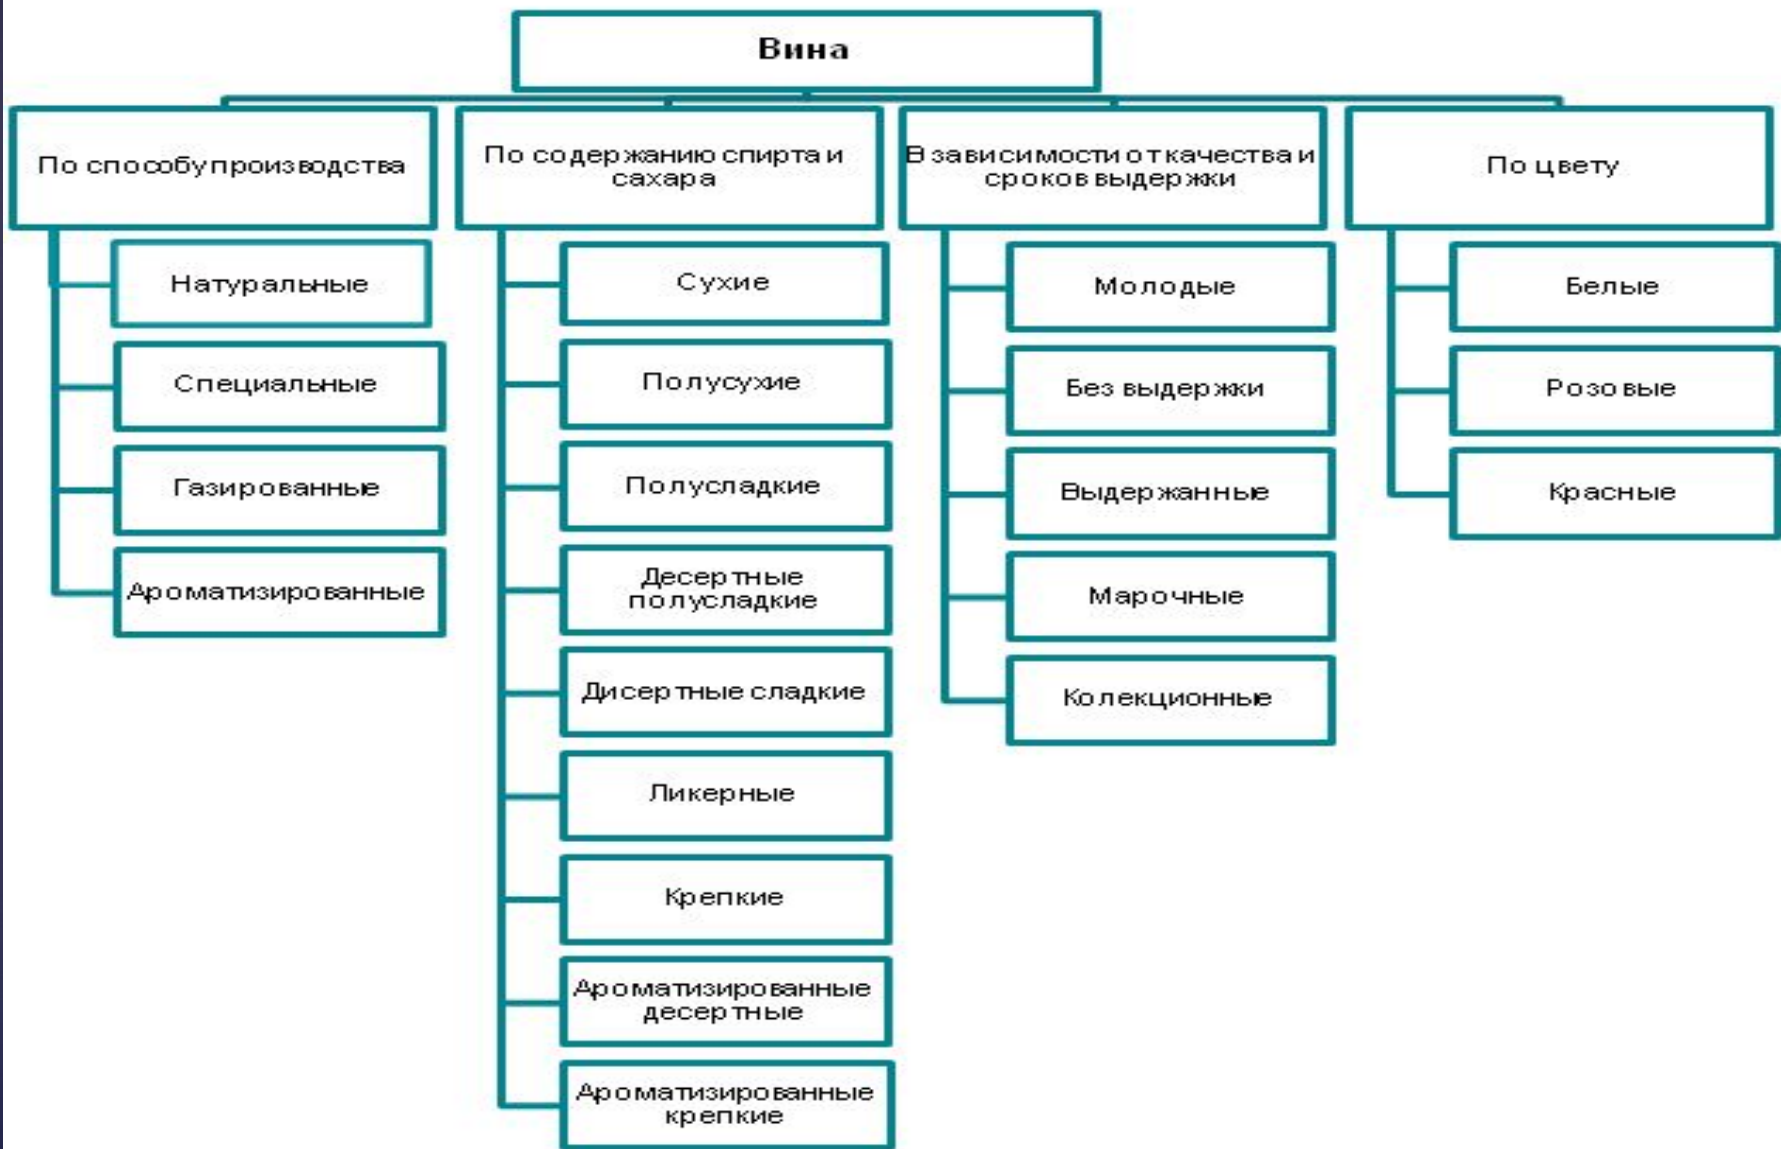 Вина
По способу производства
По содержанию спирта и
сахара
В зависимости от качества и
сроков выдержки
По цвету
Натуральные
Специальные
Газированные
Ароматизированные
Сухие
Полусухие
Полусладкие
Десертные
полусладкие
Дисертные сладкие
Ликерные
Крепкие
Ароматизированные
десертные
Ароматизированные
крепкие
Молодые
Без выдержки
Выдержанные
Марочные
Колекционные
Белые
Розовые
Красные